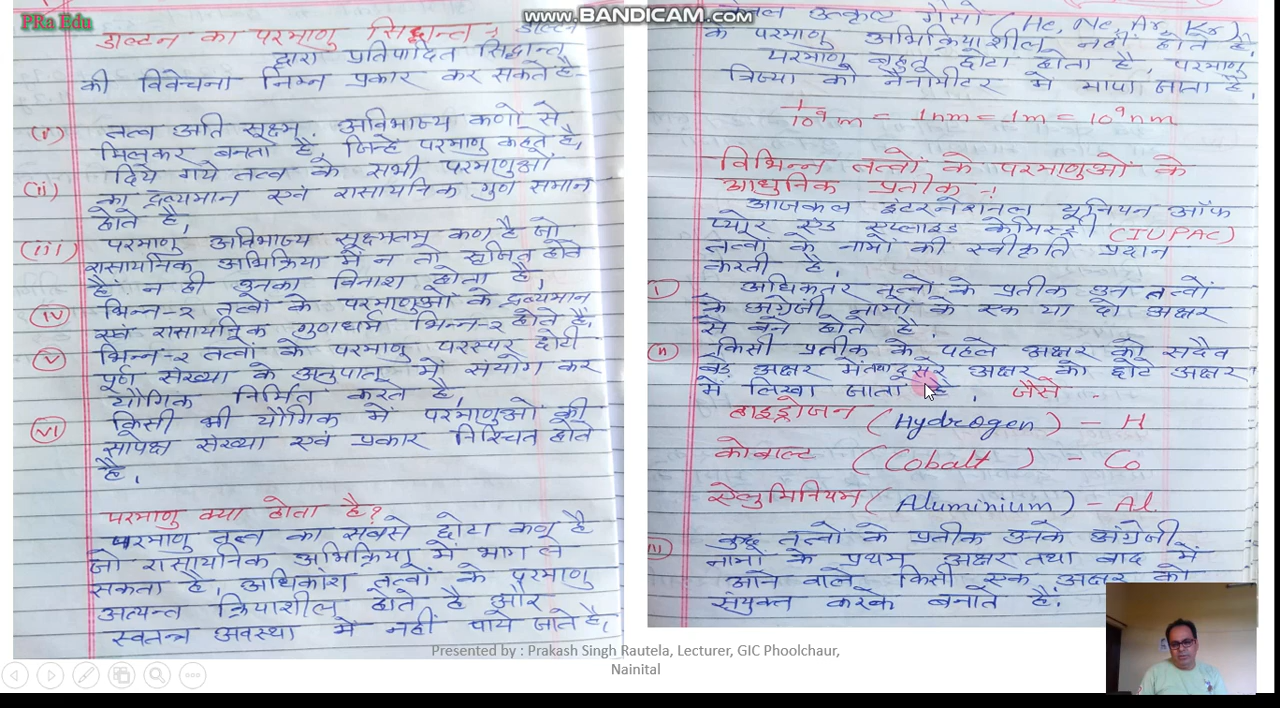 PRa Edu
www.BANDICAM.com
डाल्टन का परमाणु सिद्धान्त : डाल्टन
द्वारा प्रतिपादित सिद्धान्त
की विवेचना निम्न प्रकार कर सकते है-
(i) तत्व अति सूक्ष्म, अविभाज्य कणो से
मिलकर बनता है, जिन्हे परमाणु कहते है,
(ii) दिये गये तत्व के सभी परमाणुओं
का द्रव्यमान एवं रासायनिक गुण समान
होते है,
(iii) परमाणु अविभाज्य सूक्ष्मतम कण है जो
रासायनिक अभिक्रिया में न तो सृजित होते
है न ही उनका विनाश होता है,
(iv) भिन्न-२ तत्वों के परमाणुओं के द्रव्यमान
एवं रासायनिक गुणधर्म भिन्न-२ होते है,
(v) भिन्न-२ तत्वों के परमाणु परस्पर छोटी
पूर्ण संख्या के अनुपात में संयोग कर
यौगिक निर्मित करते है,
(vi) किसी भी यौगिक में परमाणुओ की
सापेक्ष संख्या एवं प्रकार निश्चित होते
है,
परमाणु क्या होता है?
परमाणु तत्व का सबसे छोटा कण है
जो रासायनिक अभिक्रिया में भाग ले
सकता है, अधिकांश तत्वों के परमाणु
अत्यन्त क्रियाशील होते है और
स्वतन्त्र अवस्था में नहीं पाये जाते है,
केवल उत्कृष्ट गैसों (He, Ne, Ar, Kr)
के परमाणु अभिक्रियाशील नहीं होते है,
परमाणु बहुत छोटा होता है, परमाणु
त्रिज्या को नैनोमीटर में मापा जाता है,
1/10⁹ m = 1nm = 1m = 10⁹ nm
विभिन्न तत्वों के परमाणुओं के
आधुनिक प्रतीक :
आजकल इंटरनेशनल यूनियन ऑफ
प्योर एंड एप्लाइड केमिस्ट्री (IUPAC)
तत्वों के नामों की स्वीकृति प्रदान
करती है,
i) अधिकतर तत्वों के प्रतीक उन तत्वों
के अंग्रेजी नामों के एक या दो अक्षर
से बने होते है.
ii) किसी प्रतीक के पहले अक्षर को सदैव
बड़े अक्षर में तथा दूसरे अक्षर को छोटे अक्षर
में लिखा जाता है, जैसे -
हाइड्रोजन (Hydrogen) - H
कोबाल्ट (Cobalt) - Co
ऐलुमिनियम (Aluminium) - Al.
iii) कुछ तत्वों के प्रतीक उनके अंग्रेजी
नामों के प्रथम अक्षर तथा बाद में
आने वाले किसी एक अक्षर को
संयुक्त करके बनाते है.
Presented by : Prakash Singh Rautela, Lecturer, GIC Phoolchaur,
Nainital